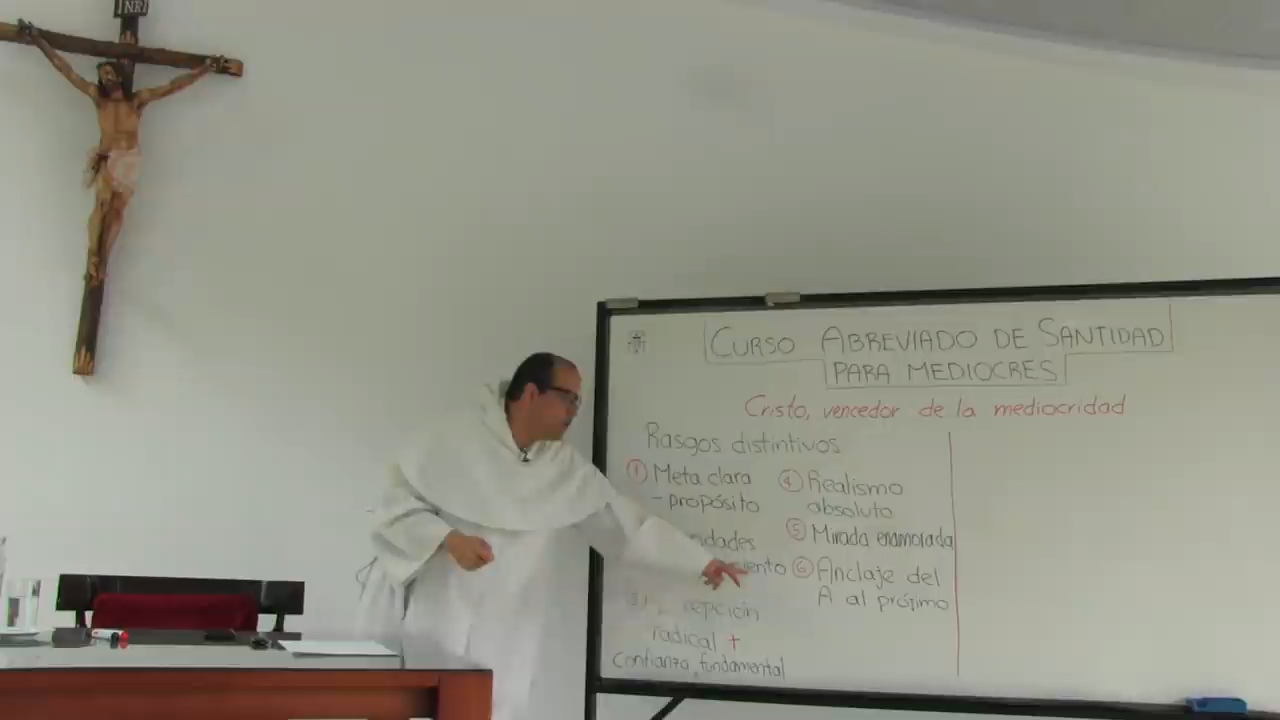 INRI
CURSO ABREVIADO DE SANTIDAD
PARA MEDIOCRES
Cristo, vencedor de la mediocridad
Rasgos distintivos
① Meta clara
- propósito
radical +
confianza fundamental
④ Realismo
absoluto
⑤ Mirada enamorada
⑥ Anclaje del
A al prójimo